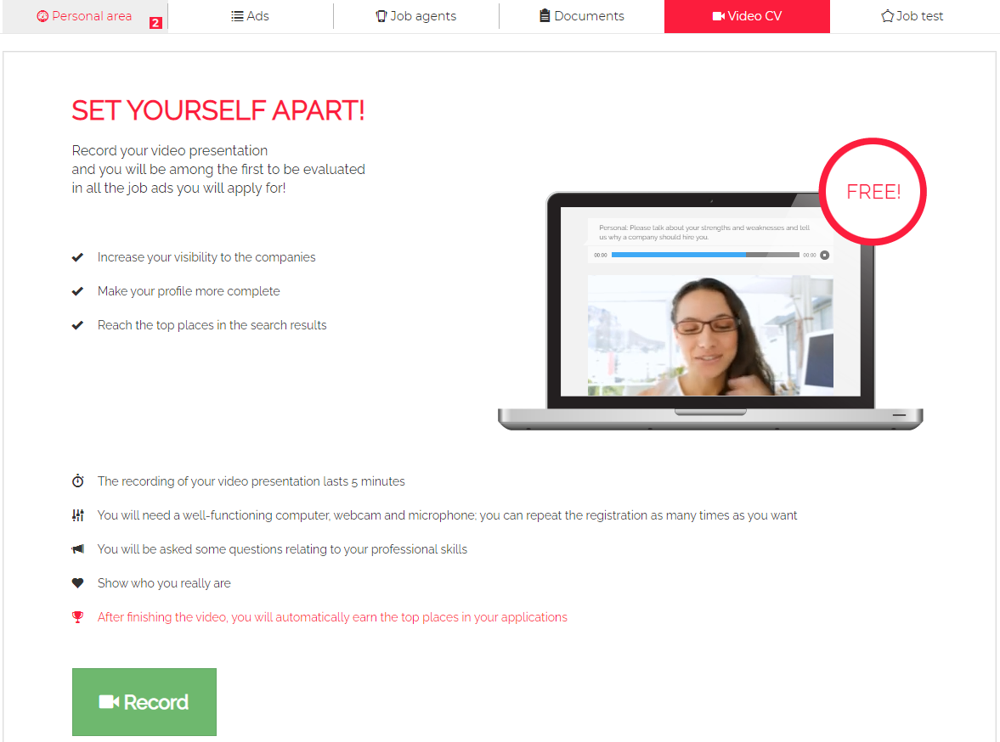 Personal area
2
Ads
Job agents
Documents
Video CV
Job test
SET YOURSELF APART!
Record your video presentation
and you will be among the first to be evaluated
in all the job ads you will apply for!
FREE!
Personal: Please talk about your strengths and weaknesses and tell
us why a company should hire you.
00:00
00:00
Increase your visibility to the companies
Make your profile more complete
Reach the top places in the search results
The recording of your video presentation lasts 5 minutes
You will need a well-functioning computer, webcam and microphone; you can repeat the registration as many times as you want
You will be asked some questions relating to your professional skills
Show who you really are
After finishing the video, you will automatically earn the top places in your applications
Record